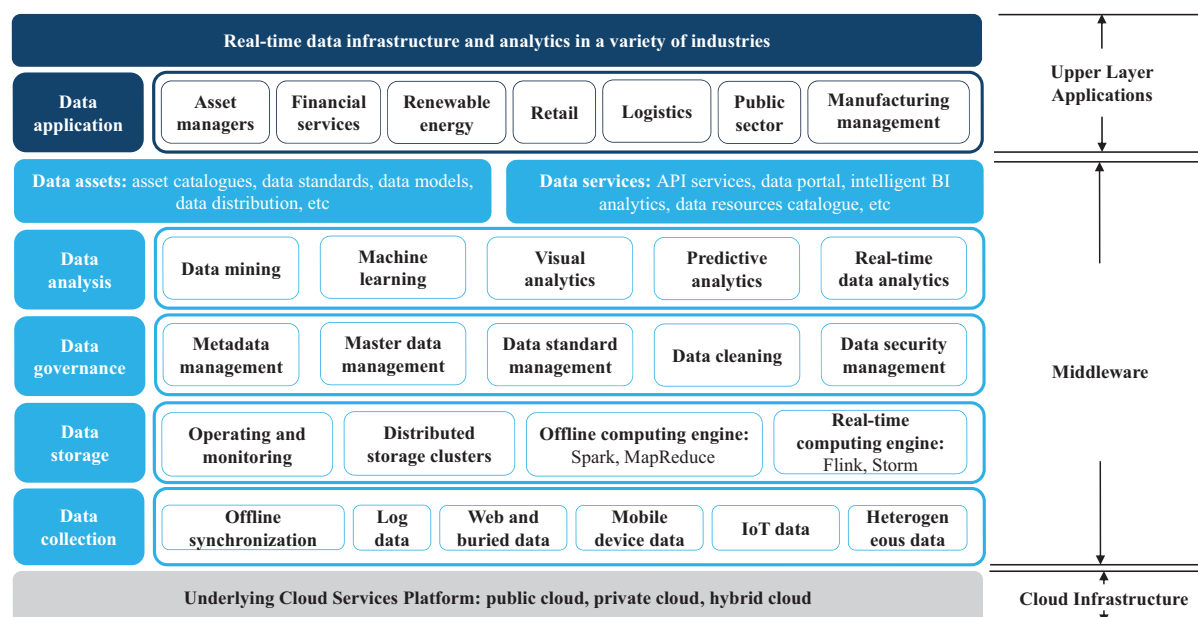 Real-time data infrastructure and analytics in a variety of industries
Upper Layer
Applications
Data
application
Asset
managers
Financial
services
Renewable
energy
Retail
Logistics
Public
sector
Manufacturing
management
Data assets: asset catalogues, data standards, data models,
data distribution, etc
Data services: API services, data portal, intelligent BI
analytics, data resources catalogue, etc
Middleware
Data
analysis
Data mining
Machine
learning
Visual
analytics
Predictive
analytics
Real-time
data analytics
Data
governance
Metadata
management
Master data
management
Data standard
management
Data cleaning
Data security
management
Data
storage
Operating and
monitoring
Distributed
storage clusters
Offline computing engine:
Spark, MapReduce
Real-time
computing engine:
Flink, Storm
Data
collection
Offline
synchronization
Log
data
Web and
buried data
Mobile
device data
IoT data
Heterogen
eous data
Underlying Cloud Services Platform: public cloud, private cloud, hybrid cloud
Cloud Infrastructure